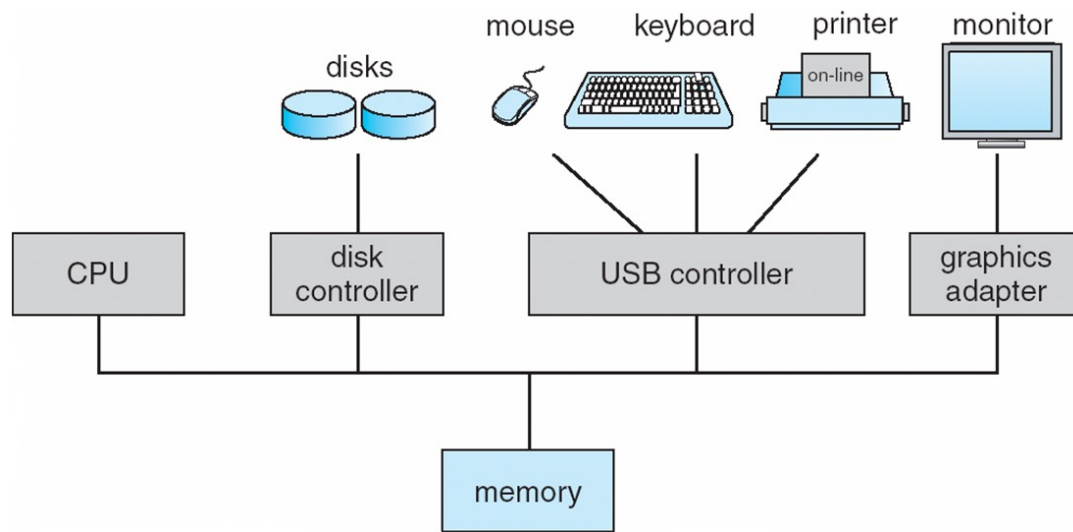 mouse
keyboard
printer
monitor
disks
on-line
CPU
disk
controller
USB controller
graphics
adapter
memory